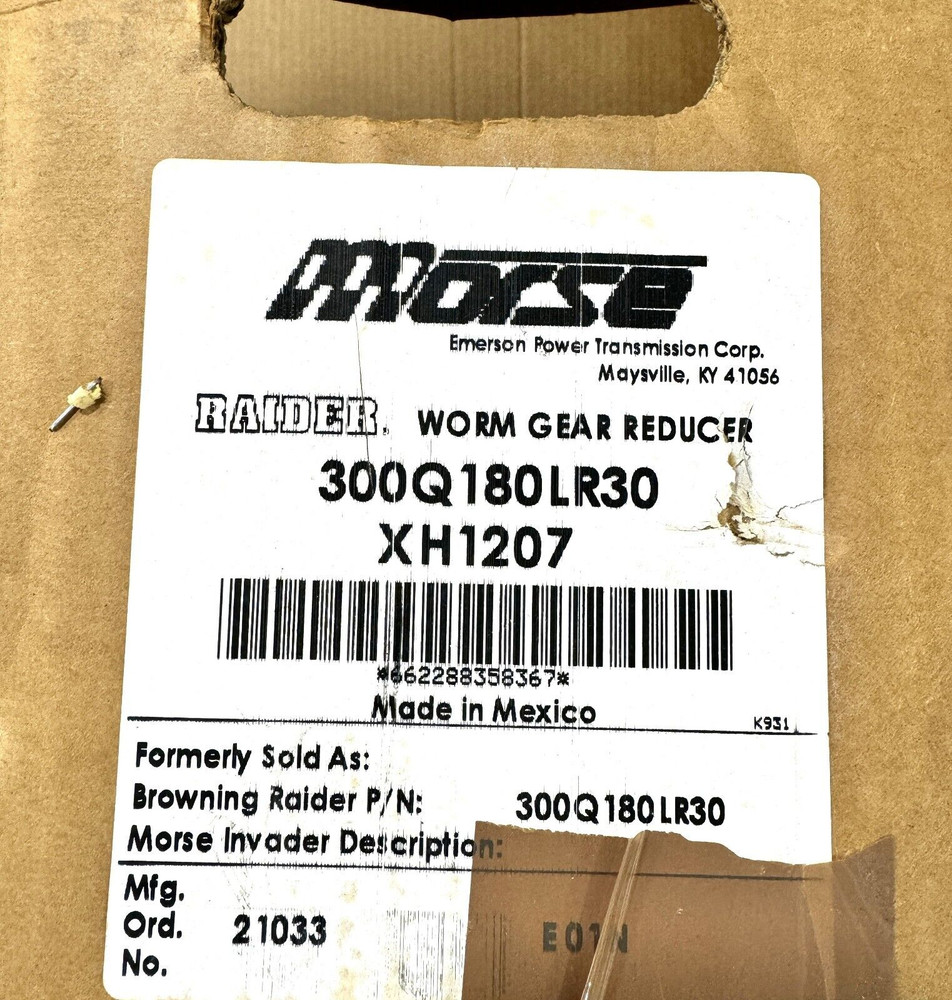 Morse
Emerson Power Transmission Corp.
Maysville, KY 41056
RAIDER. WORM GEAR REDUCER
300Q180LR30
XH1207
*662288358367*
Made in Mexico
K931
Formerly Sold As:
Browning Raider P/N: 300Q180LR30
Morse Invader Description:
Mfg.
Ord. 21033 E01N
No.